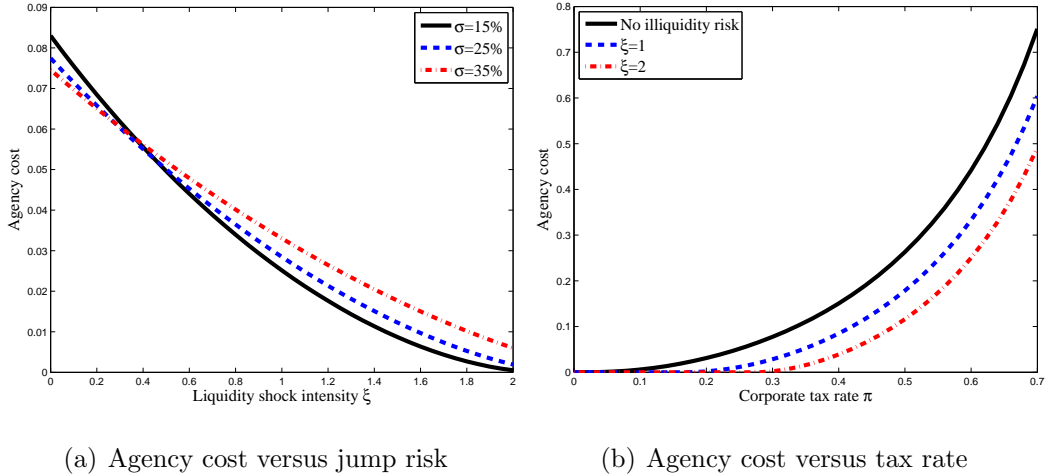 0.09
0.08
0.07
0.06
0.05
0.04
0.03
0.02
0.01
0
Agency cost
σ=15%
σ=25%
σ=35%
0 0.2 0.4 0.6 0.8 1 1.2 1.4 1.6 1.8 2
Liquidity shock intensity ξ
(a) Agency cost versus jump risk
0.8
0.7
0.6
0.5
0.4
0.3
0.2
0.1
0
Agency cost
No illiquidity risk
ξ=1
ξ=2
0 0.1 0.2 0.3 0.4 0.5 0.6 0.7
Corporate tax rate π
(b) Agency cost versus tax rate